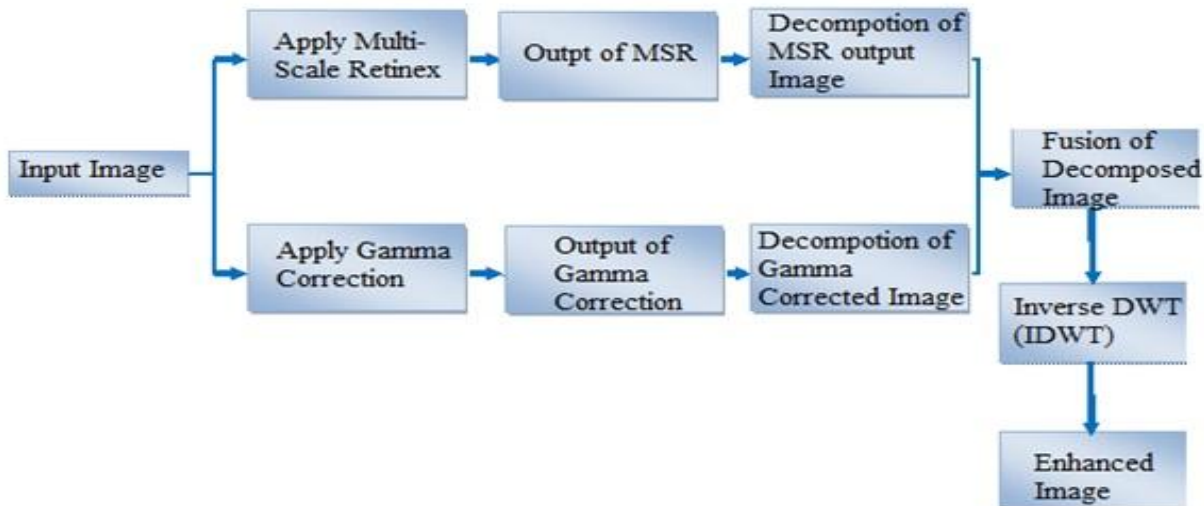 Apply Multi-
Scale Retinex
Outpt of MSR
Decompotion of
MSR output
Image
Input Image
Fusion of
Decomposed
Image
Apply Gamma
Correction
Output of
Gamma
Correction
Decompotion of
Gamma
Corrected Image
Inverse DWT
(IDWT)
Enhanced
Image